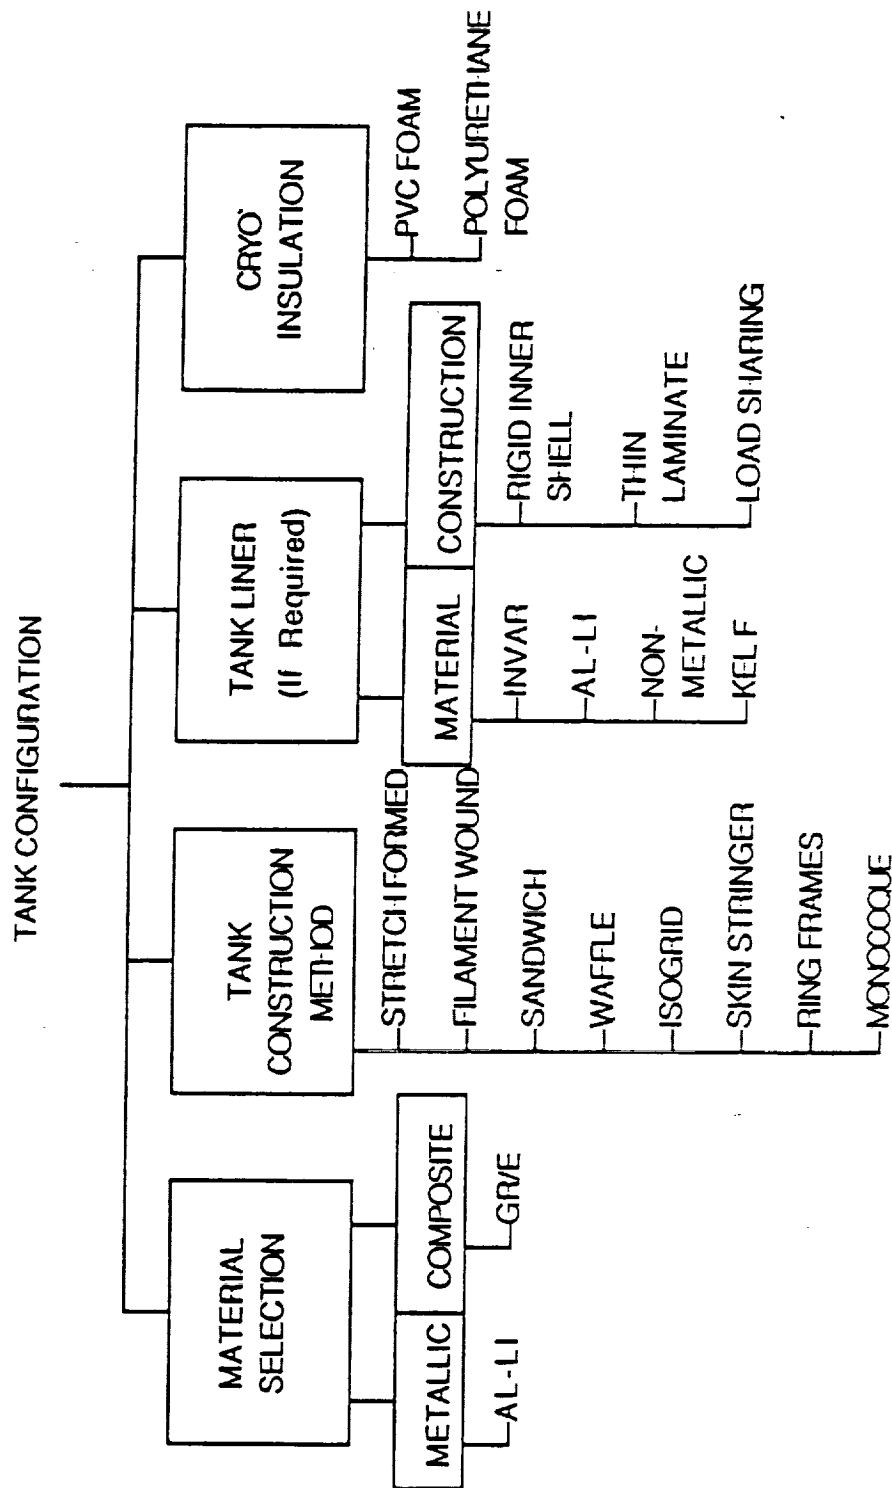 TANK CONFIGURATION
MATERIAL
SELECTION
METALLIC
AL-LI
COMPOSITE
GR/E
TANK
CONSTRUCTION
METHOD
STRETCH FORMED
FILAMENT WOUND
SANDWICH
WAFFLE
ISOGRID
SKIN STRINGER
RING FRAMES
MONOCOQUE
TANK LINER
(If Required)
MATERIAL
INVAR
AL-LI
NON-
METALLIC
KEL F
CONSTRUCTION
RIGID INNER
SHELL
THIN
LAMINATE
LOAD SHARING
CRYO
INSULATION
PVC FOAM
POLYURETHANE
FOAM